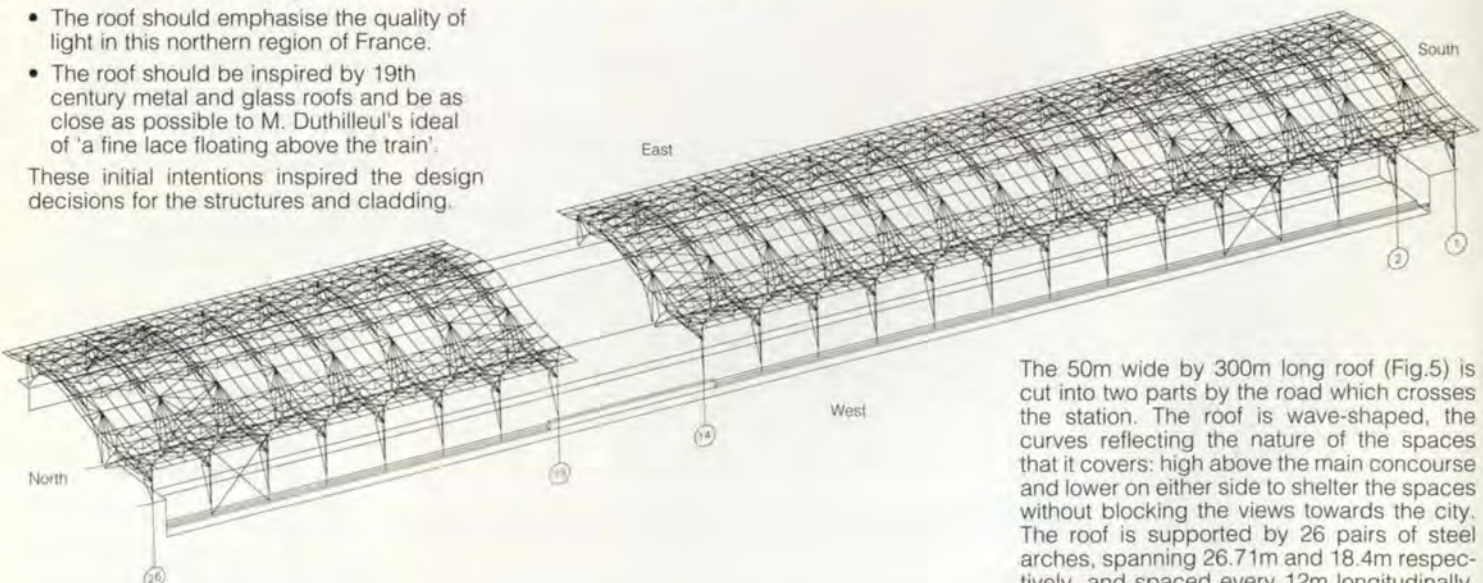 • The roof should emphasise the quality of
light in this northern region of France.
• The roof should be inspired by 19th
century metal and glass roofs and be as
close as possible to M. Duthilleul's ideal
of 'a fine lace floating above the train'.
These initial intentions inspired the design
decisions for the structures and cladding.
South
East
1
2
West
14
North
26
The 50m wide by 300m long roof (Fig.5) is
cut into two parts by the road which crosses
the station. The roof is wave-shaped, the
curves reflecting the nature of the spaces
that it covers: high above the main concourse
and lower on either side to shelter the spaces
without blocking the views towards the city.
The roof is supported by 26 pairs of steel
arches, spanning 26.71m and 18.4m respec-
tively, and spaced every 12m longitudinally.